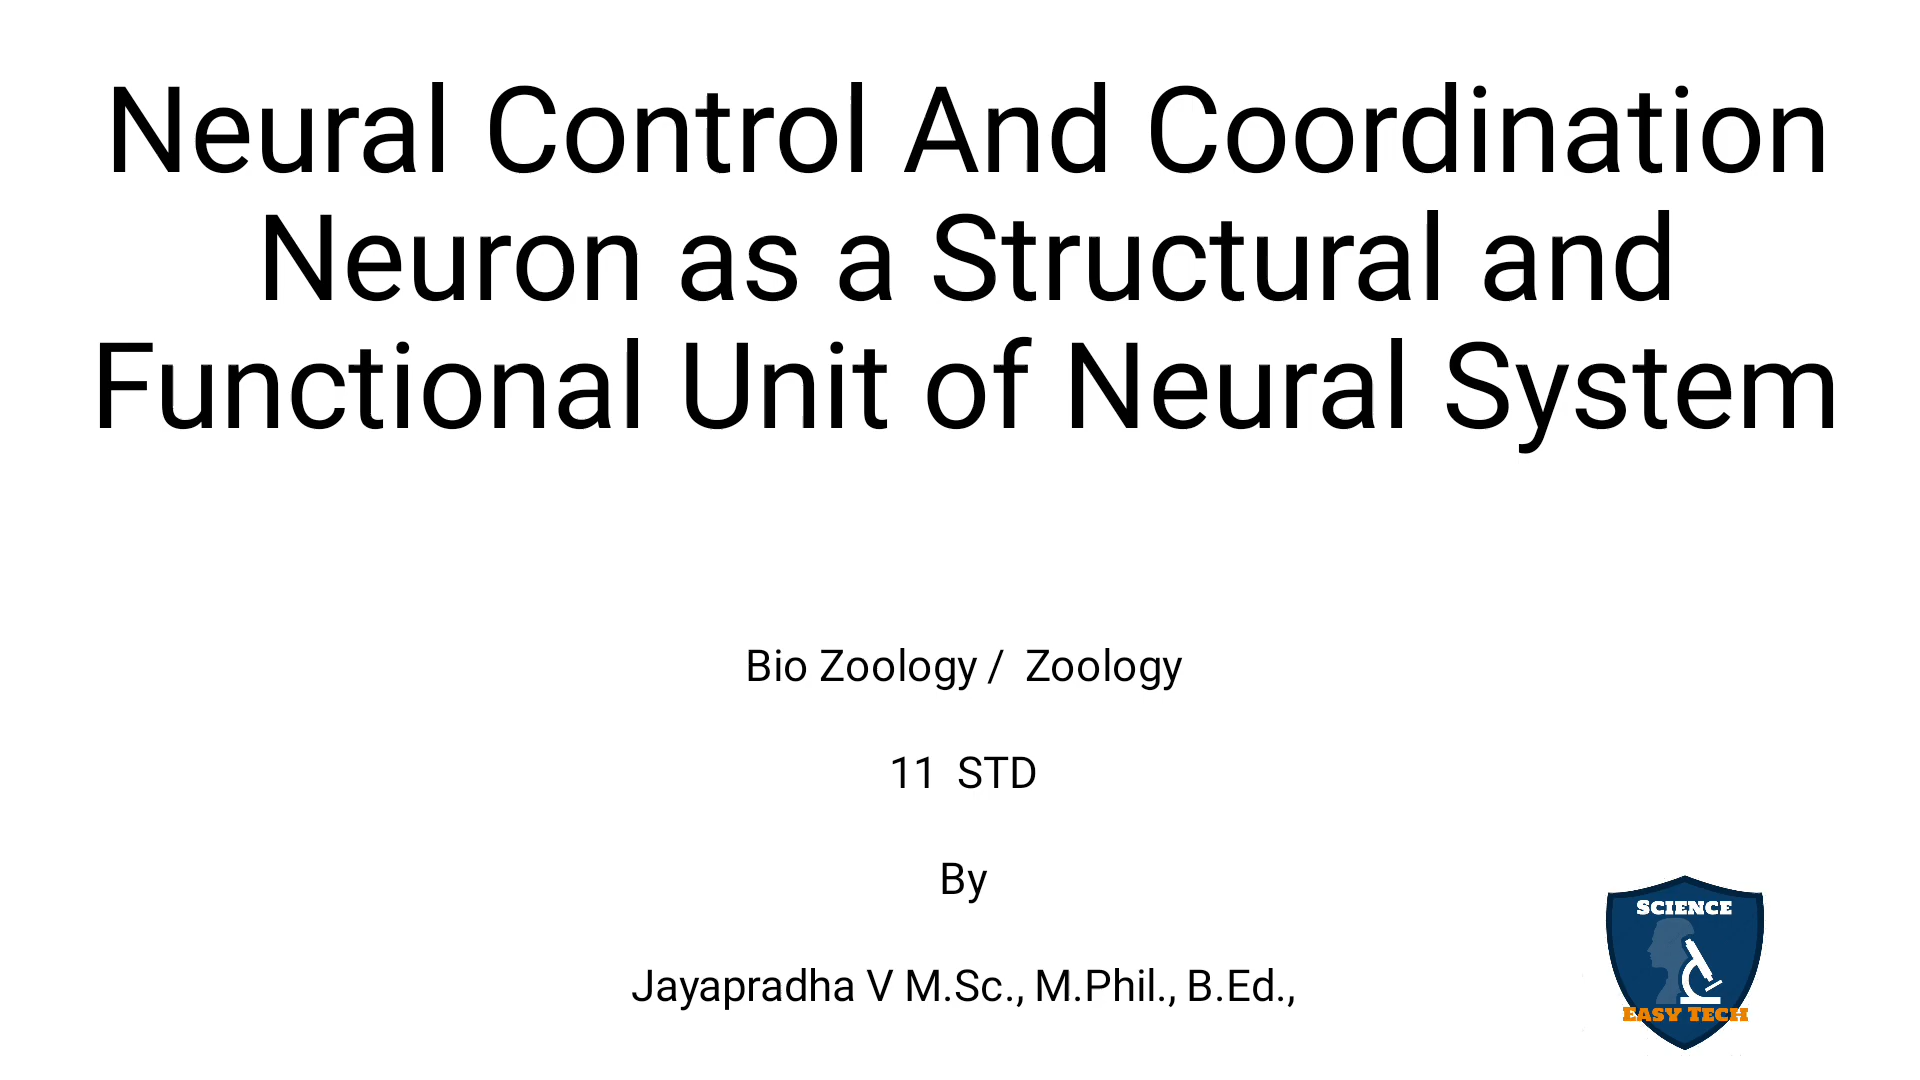 Neural Control And Coordination
Neuron as a Structural and
Functional Unit of Neural System
Bio Zoology /  Zoology
11  STD
By
Jayapradha V M.Sc., M.Phil., B.Ed.,
SCIENCE
EASY TECH